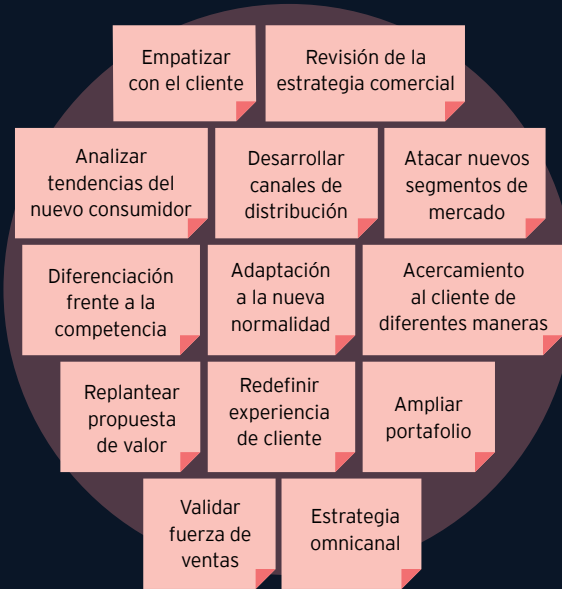 Empatizar
con el cliente
Revisión de la
estrategia comercial
Analizar
tendencias del
nuevo consumidor
Desarrollar
canales de
distribución
Atacar nuevos
segmentos de
mercado
Diferenciación
frente a la
competencia
Adaptación
a la nueva
normalidad
Acercamiento
al cliente de
diferentes maneras
Replantear
propuesta
de valor
Redefinir
experiencia
de cliente
Ampliar
portafolio
Validar
fuerza de
ventas
Estrategia
omnicanal